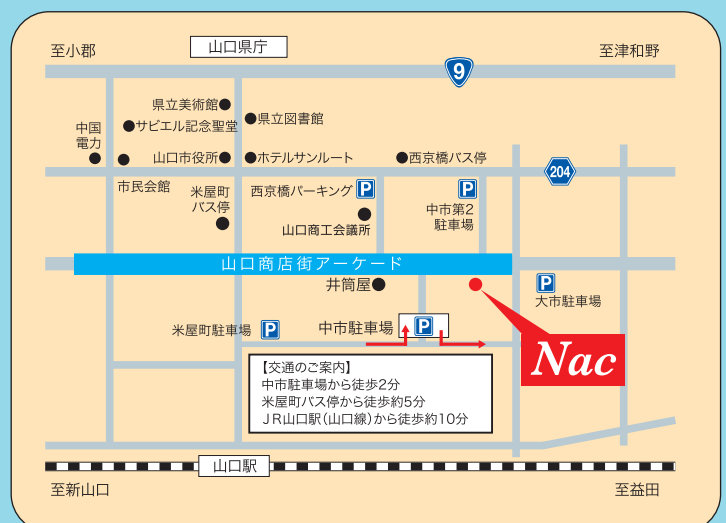 至小郡
山口県庁
至津和野
9
県立美術館
県立図書館
中国
電力
サビエル記念聖堂
山口市役所
ホテルサンルート
西京橋バス停
204
市民会館
米屋町
バス停
西京橋パーキング
P
P
中市第2
駐車場
山口商工会議所
山口商店街アーケード
井筒屋
P
大市駐車場
米屋町駐車場
P
中市駐車場
P
Nac
【交通のご案内】
中市駐車場から徒歩2分
米屋町バス停から徒歩約5分
JR山口駅(山口線)から徒歩約10分
山口駅
至新山口
至益田